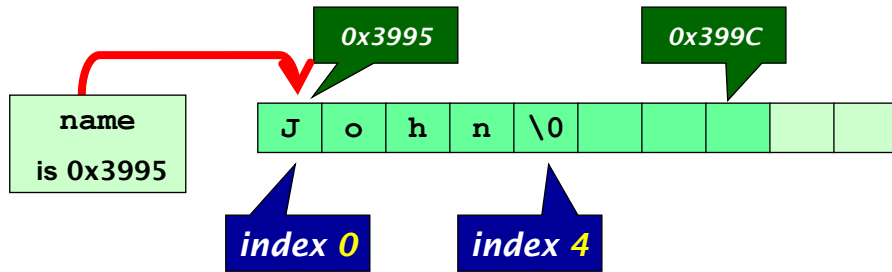 0x3995
0x399C
name
is 0x3995
J o h n \0
index 0
index 4